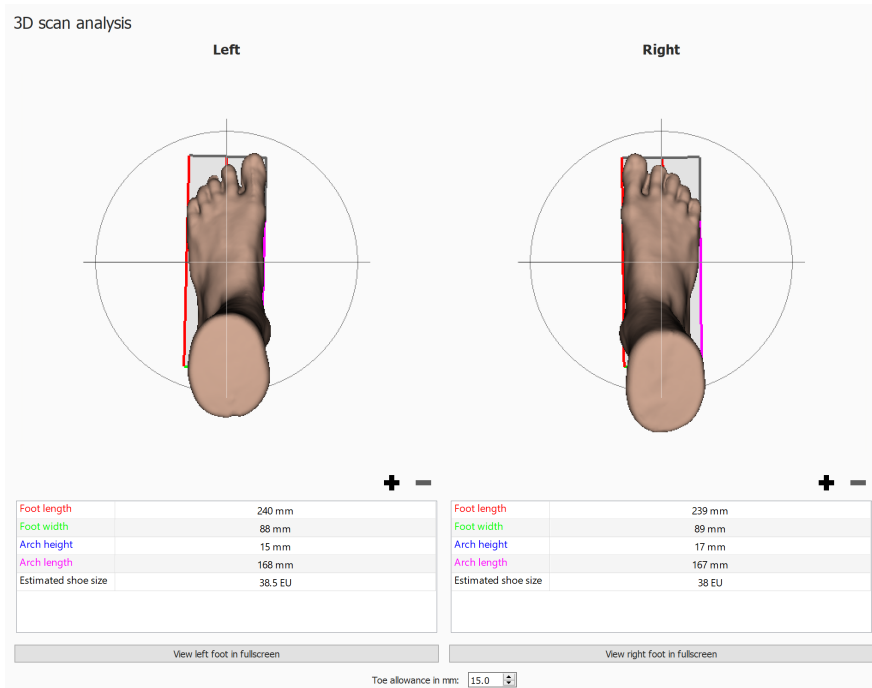 3D scan analysis
Left Right
Foot length 240 mm Foot length 239 mm
Foot width 88 mm Foot width 89 mm
Arch height 15 mm Arch height 17 mm
Arch length 168 mm Arch length 167 mm
Estimated shoe size 38.5 EU Estimated shoe size 38 EU
View left foot in fullscreen View right foot in fullscreen
Toe allowance in mm: 15.0